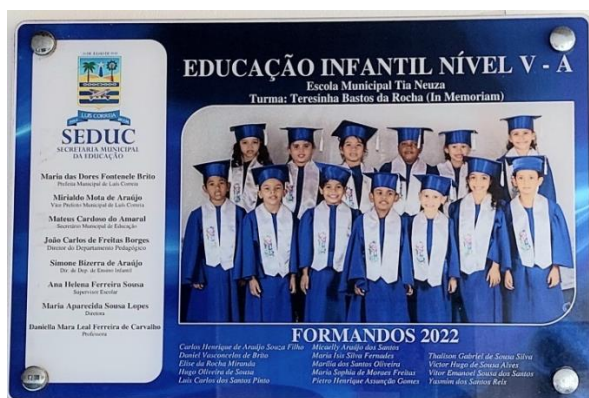 LUIS CORREIA
SEDUC
SECRETARIA MUNICIPAL
DA EDUCAÇÃO
Maria das Dores Fontenele Brito
Prefeita Municipal de Luís Correia
Mirialdo Mota de Araújo
Vice Prefeito Municipal de Luís Correia
Mateus Cardoso do Amaral
Secretário Municipal de Educação
João Carlos de Freitas Borges
Diretor do Departamento Pedagógico
Simone Bizerra de Araújo
Dir. de Dep. de Ensino Infantil
Ana Helena Ferreira Sousa
Supervisor Escolar
Maria Aparecida Sousa Lopes
Diretora
Daniella Mara Leal Ferreira de Carvalho
Professora
EDUCAÇÃO INFANTIL NÍVEL V - A
Escola Municipal Tia Neuza
Turma: Teresinha Bastos da Rocha (In Memoriam)
FORMANDOS 2022
Carlos Henrique de Araújo Souza Filho
Daniel Vasconcelos de Brito
Elise da Rocha Miranda
Hugo Oliveira de Sousa
Luis Carlos dos Santos Pinto
Micaelly Araújo dos Santos
Maria Isis Silva Fernades
Marília dos Santos Oliveira
Maria Sophia de Moraes Freitas
Pietro Henrique Assunção Gomes
Thalison Gabriel de Sousa Silva
Victor Hugo de Sousa Alves
Vitor Emanoel Sousa dos Santos
Yasmin dos Santos Reis